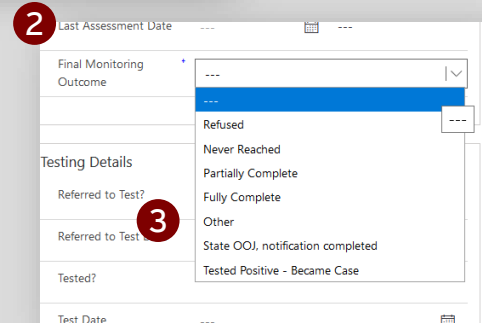 2
Last Assessment Date --- ---
Final Monitoring * ---
Outcome
---
---
Refused
Never Reached
Partially Complete
Fully Complete
Other
State OOJ, notification completed
Tested Positive - Became Case
Testing Details
Referred to Test?
3
Referred to Test
Tested?
Test Date ---